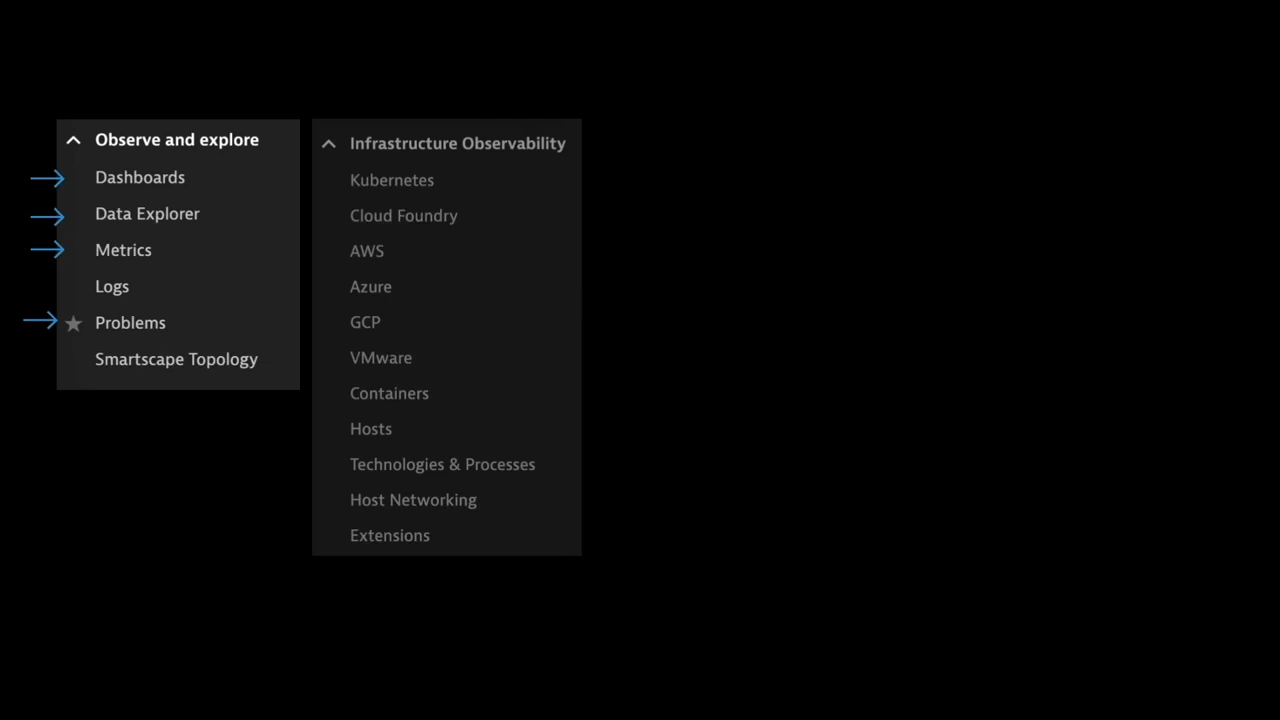 Observe and explore
Dashboards
Data Explorer
Metrics
Logs
Problems
Smartscape Topology
Infrastructure Observability
Kubernetes
Cloud Foundry
AWS
Azure
GCP
VMware
Containers
Hosts
Technologies & Processes
Host Networking
Extensions